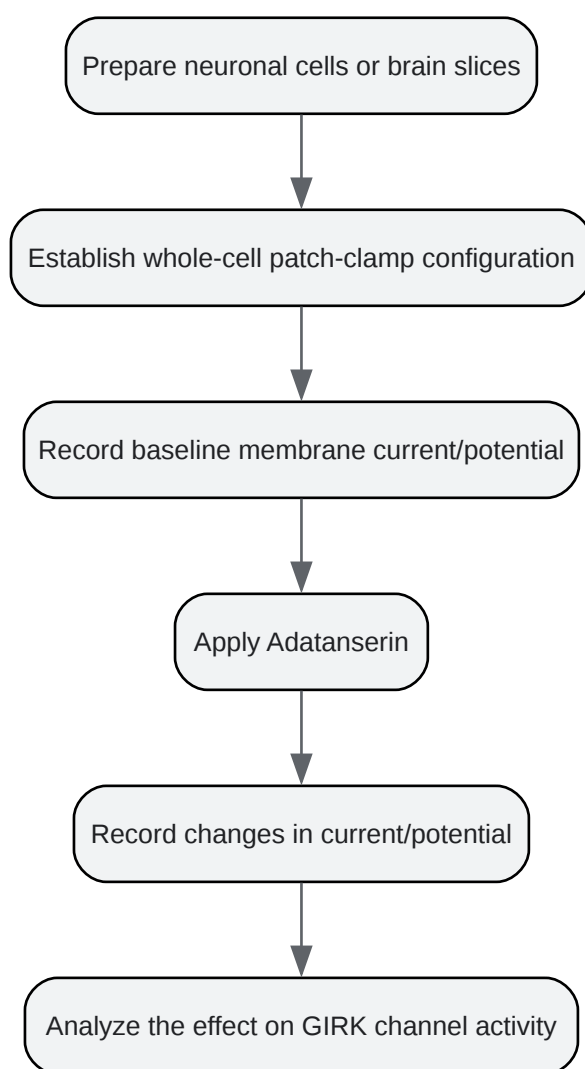 Prepare neuronal cells or brain slices
Establish whole-cell patch-clamp configuration
Record baseline membrane current/potential
Apply Adatanserin
Record changes in current/potential
Analyze the effect on GIRK channel activity